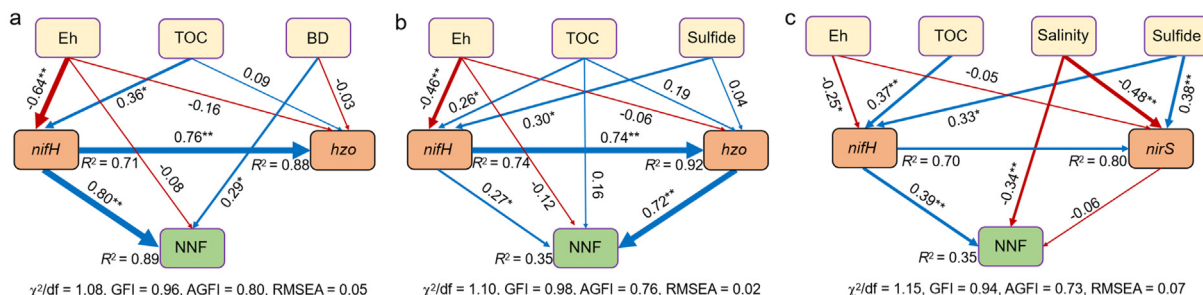 a
Eh
TOC
BD
-0.64**
0.36*
-0.16
0.09
-0.03
nifH
0.76**
hzo
R² = 0.71
R² = 0.88
0.80**
-0.08
0.29*
NNF
R² = 0.89
χ²/df = 1.08, GFI = 0.96, AGFI = 0.80, RMSEA = 0.05
b
Eh
TOC
Sulfide
-0.46**
0.26*
0.30*
0.19
-0.06
0.04
nifH
0.74**
hzo
R² = 0.74
R² = 0.92
0.27*
-0.12
0.16
0.72**
NNF
R² = 0.35
χ²/df = 1.10, GFI = 0.98, AGFI = 0.76, RMSEA = 0.02
c
Eh
TOC
Salinity
Sulfide
-0.25*
0.37*
-0.05
0.33*
-0.48**
0.38**
nifH
nirS
R² = 0.70
R² = 0.80
0.39**
-0.34**
-0.06
NNF
R² = 0.35
χ²/df = 1.15, GFI = 0.94, AGFI = 0.73, RMSEA = 0.07